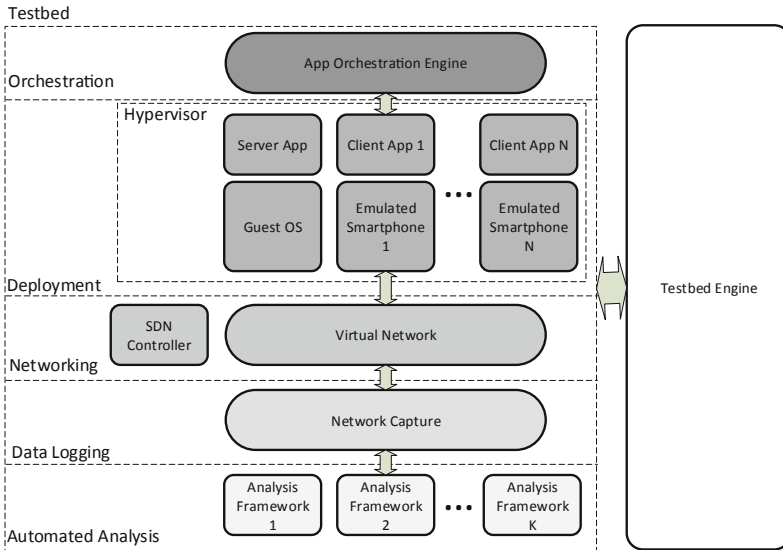 Testbed
App Orchestration Engine
Orchestration
Hypervisor
Server App
Client App 1
Client App N
Guest OS
Emulated
Smartphone
1
...
Emulated
Smartphone
N
Deployment
Testbed Engine
SDN
Controller
Virtual Network
Networking
Network Capture
Data Logging
Analysis
Framework
1
Analysis
Framework
2
...
Analysis
Framework
K
Automated Analysis